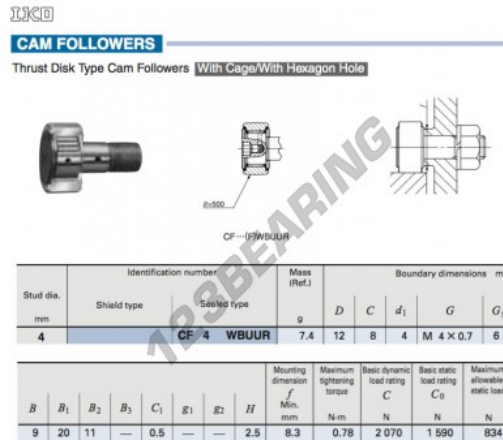 IKO
CAM FOLLOWERS
Thrust Disk Type Cam Followers With Cage/With Hexagon Hole
R=500
CF…(F)WBUUR
123BEARING
Stud dia. mm
Identification number
Shield type
Sealed type
Mass (Ref.) g
Boundary dimensions m
D C d1 G G1
4 CF 4 WBUUR 7.4 12 8 4 M 4×0.7 6
B B1 B2 B3 C1 g1 g2 H
Mounting dimension f Min. mm
Maximum tightening torque N-m
Basic dynamic load rating C N
Basic static load rating C0 N
Maximum allowable static load N
9 20 11 — 0.5 — — 2.5 8.3 0.78 2 070 1 590 834